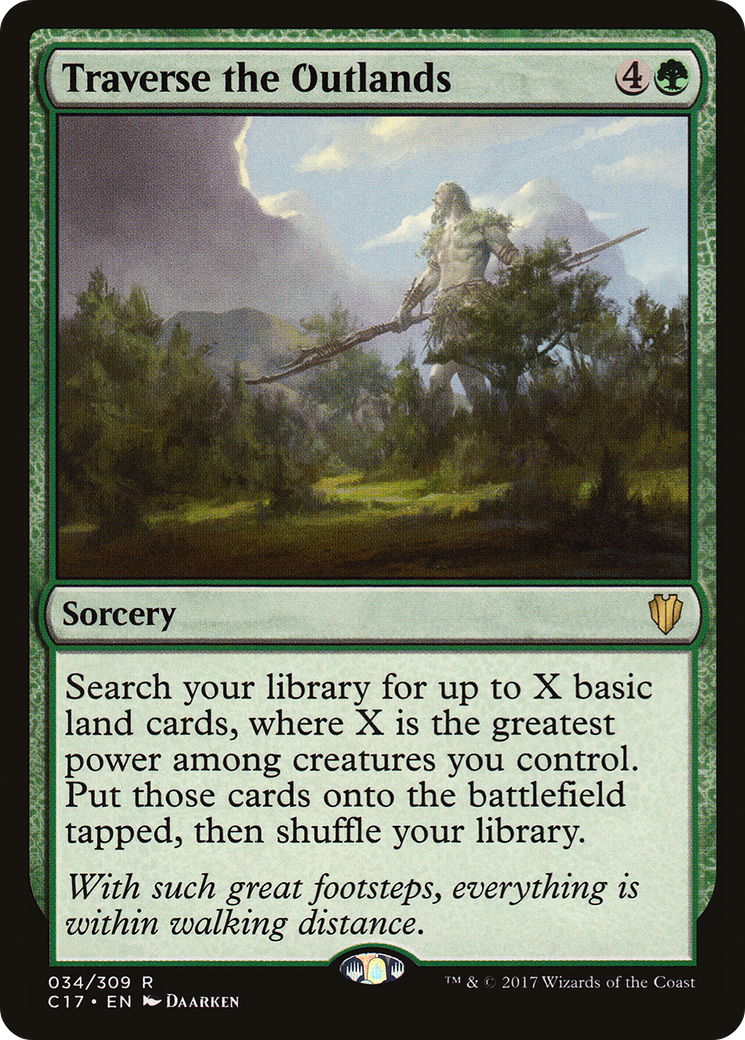 Traverse the Outlands 4
Sorcery
Search your library for up to X basic
land cards, where X is the greatest
power among creatures you control.
Put those cards onto the battlefield
tapped, then shuffle your library.
With such great footsteps, everything is
within walking distance.
034/309 R
C17 • EN DAARKEN
™ & © 2017 Wizards of the Coast